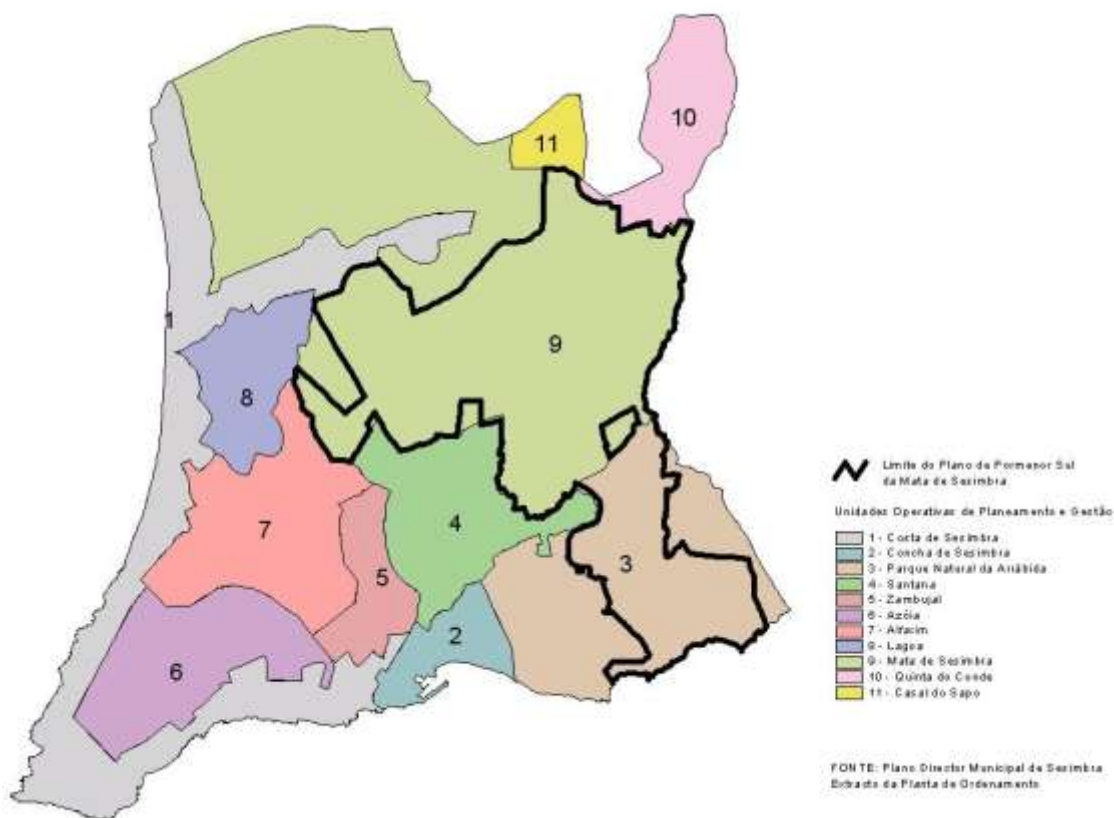 10
11
1
9
8
7
4
3
5
2
6
Limite do Plano de Pormenor Sul
da Mata de Sesimbra
Unidades Operativas de Planeamento e Gestão
1 - Costa de Sesimbra
2 - Concha de Sesimbra
3 - Parque Natural da Arrábida
4 - Santana
5 - Zambujal
6 - Azóia
7 - Alfarim
8 - Lagoa
9 - Mata de Sesimbra
10 - Quinta do Conde
11 - Casal do Sapo
FONTE: Plano Director Municipal de Sesimbra
Extracto da Planta de Ordenamento